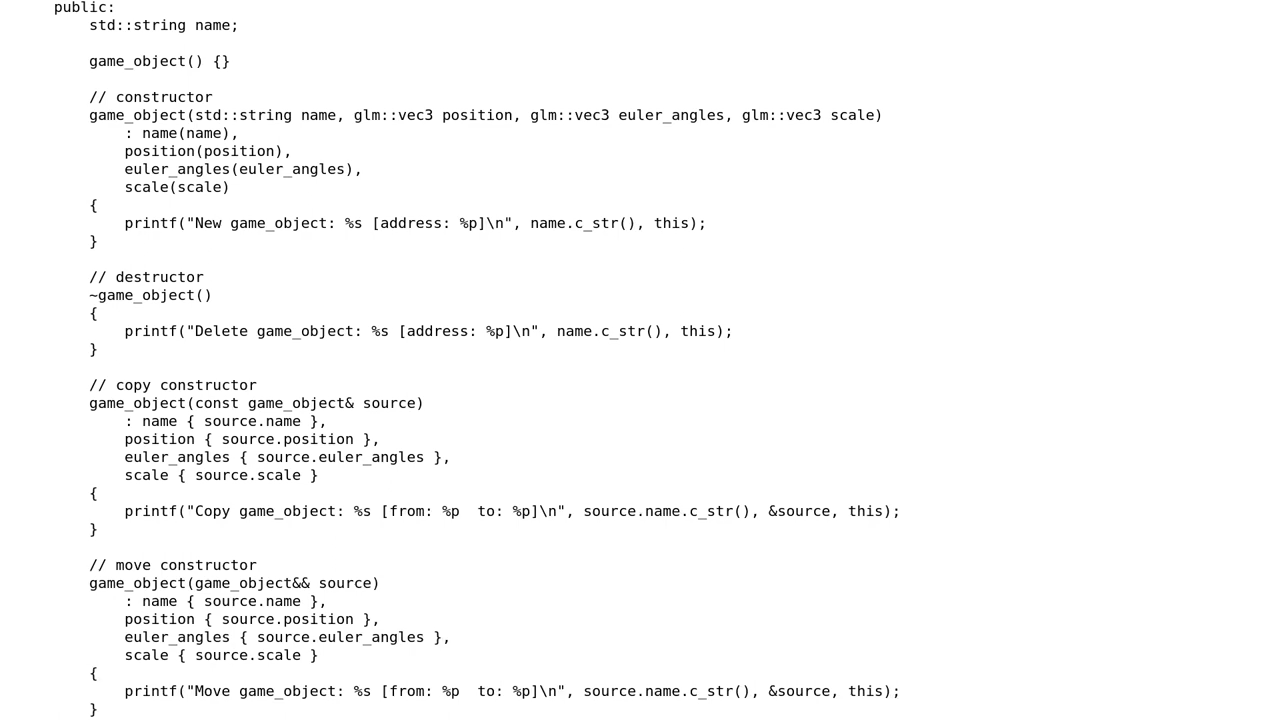 public:
    std::string name;

    game_object() {}

    // constructor
    game_object(std::string name, glm::vec3 position, glm::vec3 euler_angles, glm::vec3 scale)
        : name(name),
        position(position),
        euler_angles(euler_angles),
        scale(scale)
    {
        printf("New game_object: %s [address: %p]\n", name.c_str(), this);
    }

    // destructor
    ~game_object()
    {
        printf("Delete game_object: %s [address: %p]\n", name.c_str(), this);
    }

    // copy constructor
    game_object(const game_object& source)
        : name { source.name },
        position { source.position },
        euler_angles { source.euler_angles },
        scale { source.scale }
    {
        printf("Copy game_object: %s [from: %p  to: %p]\n", source.name.c_str(), &source, this);
    }

    // move constructor
    game_object(game_object&& source)
        : name { source.name },
        position { source.position },
        euler_angles { source.euler_angles },
        scale { source.scale }
    {
        printf("Move game_object: %s [from: %p  to: %p]\n", source.name.c_str(), &source, this);
    }